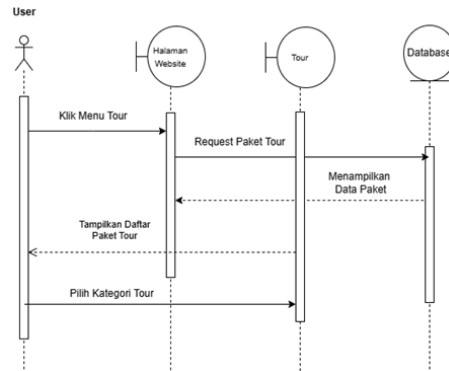 User
Halaman
Website
Tour
Database
Klik Menu Tour
Request Paket Tour
Menampilkan
Data Paket
Tampilkan Daftar
Paket Tour
Pilih Kategori Tour